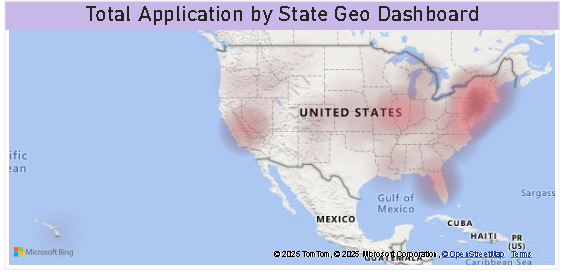 Total Application by State Geo Dashboard
UNITED STATES
ific
ean
Gulf of
Mexico
Sargass
MEXICO
CUBA
HAITI
PR
(US)
GUATEMALA
Caribbean Sea
Microsoft Bing
© 2025 TomTom, © 2025 Microsoft Corporation, © OpenStreetMap Terms